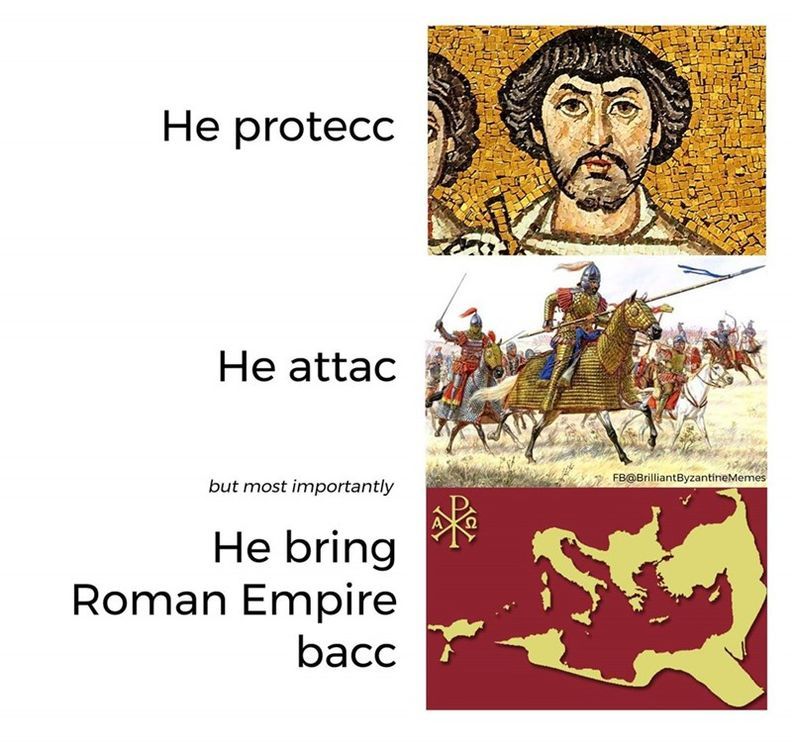 He protecc
He attac
FB@BrilliantByzantineMemes
but most importantly
Α Ω
He bring
Roman Empire
bacc